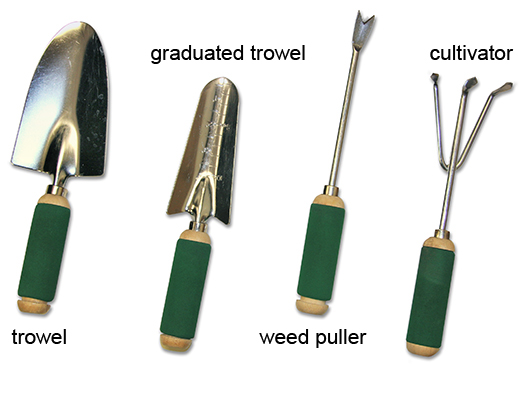 graduated trowel
cultivator
trowel
weed puller